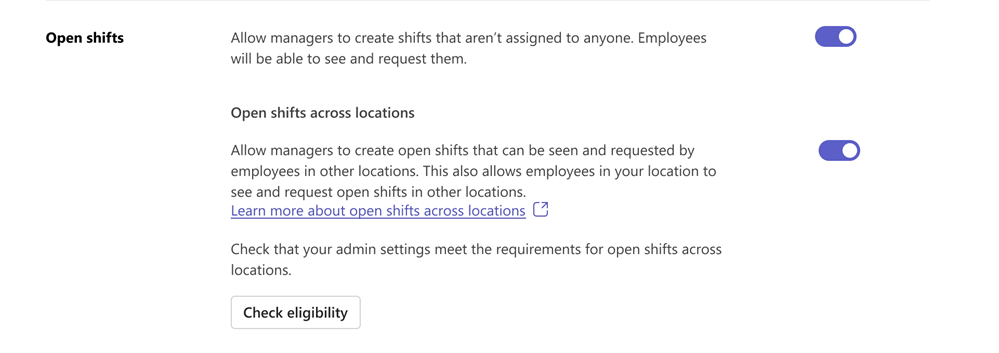 Open shifts
Allow managers to create shifts that aren’t assigned to anyone. Employees
will be able to see and request them.
Open shifts across locations
Allow managers to create open shifts that can be seen and requested by
employees in other locations. This also allows employees in your location to
see and request open shifts in other locations.
Learn more about open shifts across locations
Check that your admin settings meet the requirements for open shifts across
locations.
Check eligibility